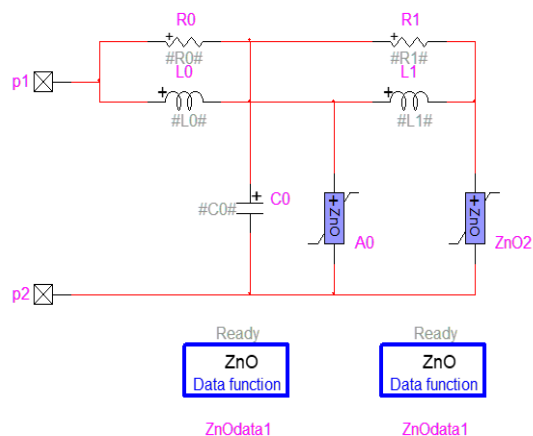 R0
R1
+
#R0#
+
#R1#
p1
L0
L1
+
#L0#
+
#L1#
+
C0
#C0#
+
ZnO
+
ZnO
A0
ZnO2
p2
Ready
Ready
ZnO
Data function
ZnO
Data function
ZnOdata1
ZnOdata1